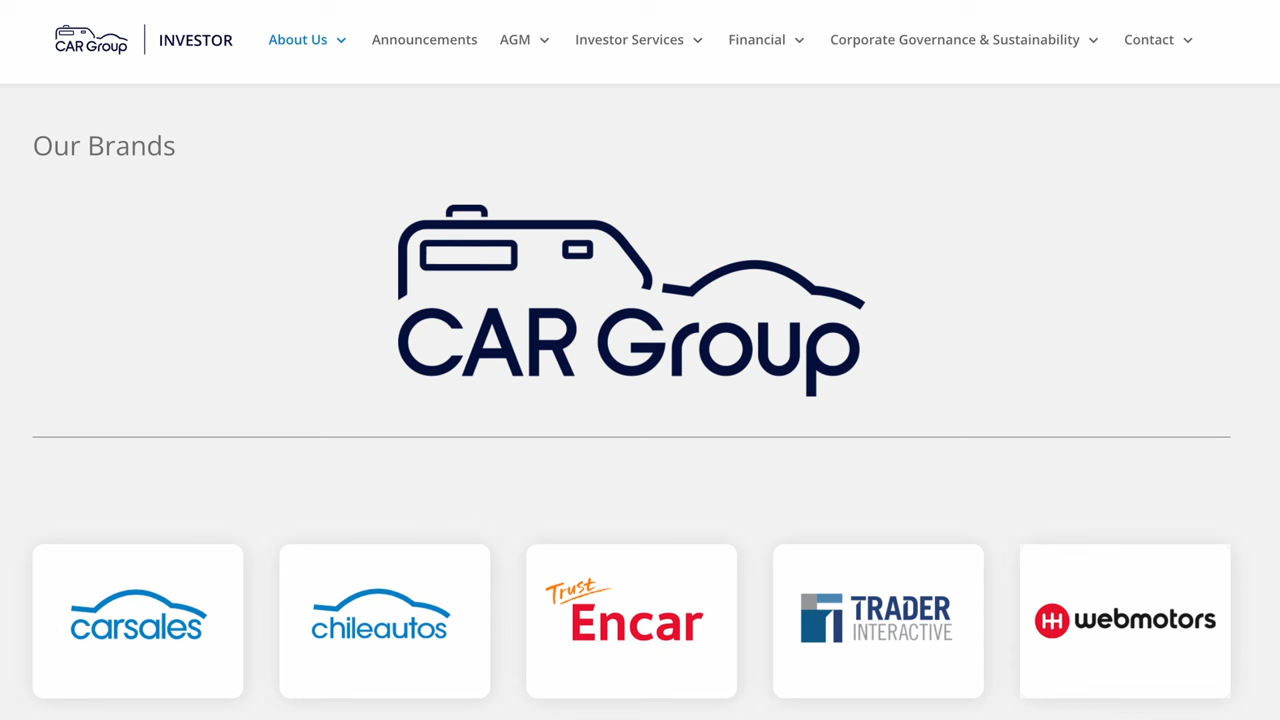 CAR Group INVESTOR About Us Announcements AGM Investor Services Financial Corporate Governance & Sustainability Contact
Our Brands
CAR Group
carsales
chileautos
Trust
Encar
TRADER
INTERACTIVE
webmotors